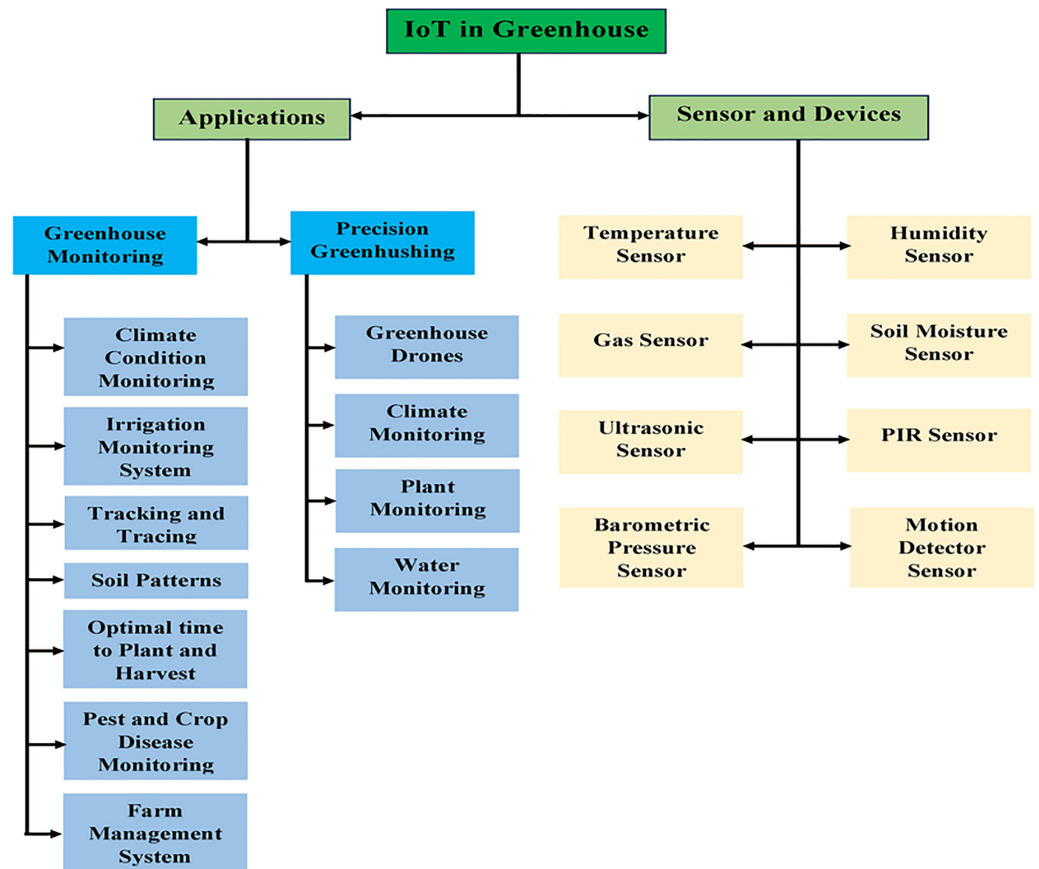 IoT in Greenhouse
Applications
Sensor and Devices
Greenhouse
Monitoring
Precision
Greenhushing
Climate
Condition
Monitoring
Irrigation
Monitoring
System
Tracking and
Tracing
Soil Patterns
Optimal time
to Plant and
Harvest
Pest and Crop
Disease
Monitoring
Farm
Management
System
Greenhouse
Drones
Climate
Monitoring
Plant
Monitoring
Water
Monitoring
Temperature
Sensor
Humidity
Sensor
Gas Sensor
Soil Moisture
Sensor
Ultrasonic
Sensor
PIR Sensor
Barometric
Pressure
Sensor
Motion
Detector
Sensor